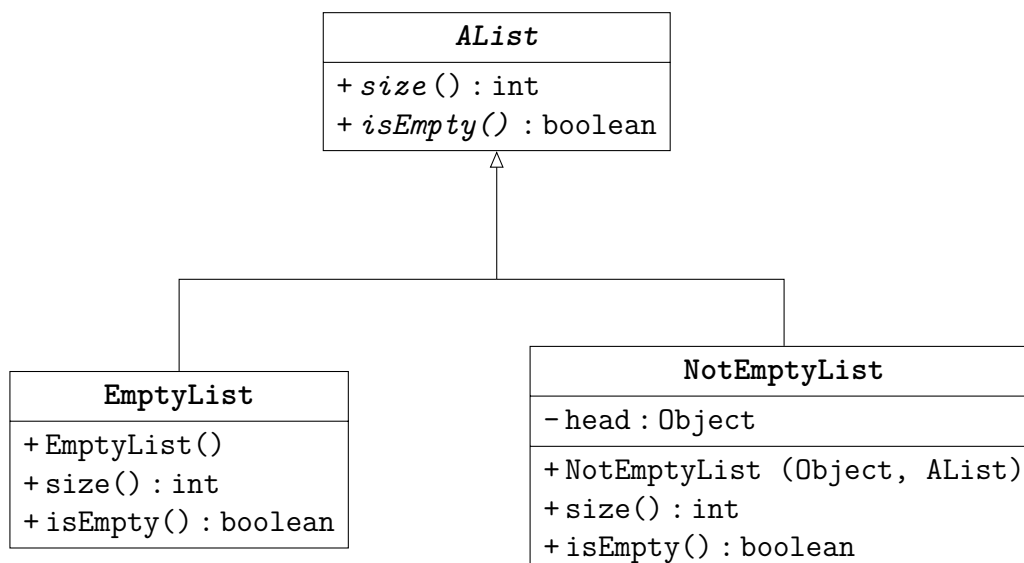 AList
+ size() : int
+ isEmpty() : boolean
EmptyList
+ EmptyList()
+ size() : int
+ isEmpty() : boolean
NotEmptyList
- head : Object
+ NotEmptyList (Object, AList)
+ size() : int
+ isEmpty() : boolean